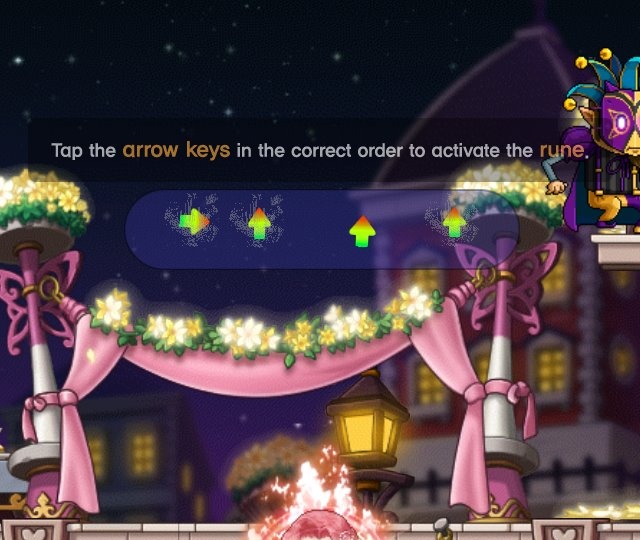 Tap the arrow keys in the correct order to activate the rune.